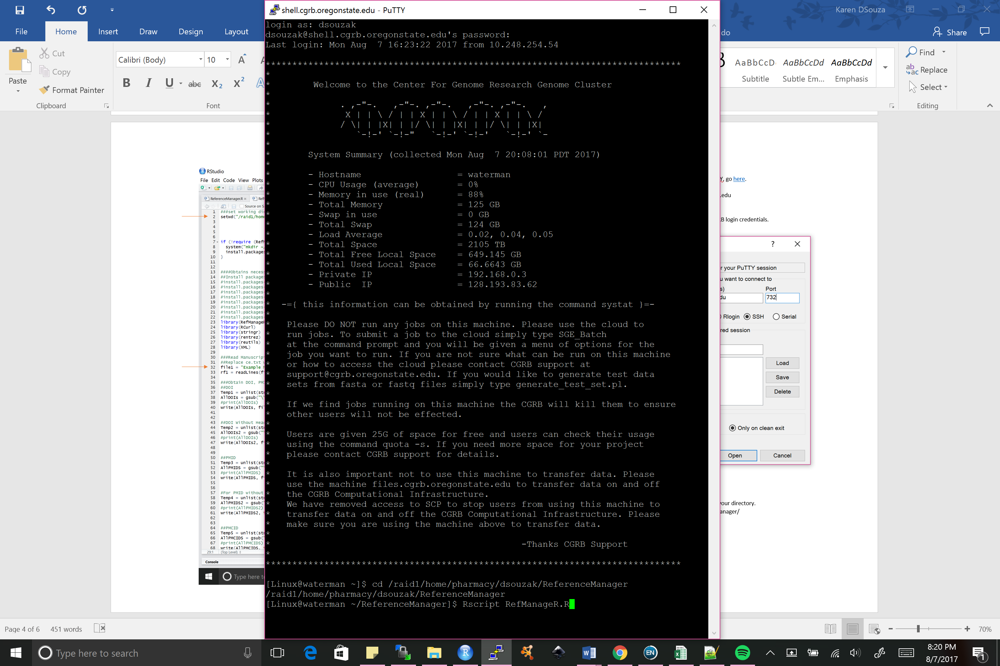 File
Home
Insert
Draw
Design
Layout
do
Karen DSouza
Share
Paste
Cut
Copy
Format Painter
Clipboard
Calibri (Body)
10
B I U abc X2 X2 A
Font
AaBbCcD
AaBbCcDd
AaBbCcDd
Subtitle
Subtle Em...
Emphasis
Find
Replace
Select
Editing
shell.cgrb.oregonstate.edu - PuTTY
login as: dsouzak
dsouzak@shell.cgrb.oregonstate.edu's password:
Last login: Mon Aug  7 16:23:22 2017 from 10.248.254.54
******************************************************************************
*
*        Welcome to the Center For Genome Research Genome Cluster
*
*             . ,-"-.   ,-"-. ,-"-.   ,-"-. ,-"-.   ,
*              X | | \ / | | X | | \ / | | X | | \ /
*             / \| | |X| | |/ \| | |X| | |/ \| | |X|
*                `-!-' `-!-"   `-!-' `-!-'   `-!-' `-
*
*       System Summary (collected Mon Aug  7 20:08:01 PDT 2017)
*
*       - Hostname                  = waterman
*       - CPU Usage (average)       = 0%
*       - Memory in use (real)      = 88%
*       - Total Memory              = 125 GB
*       - Swap in use               = 0 GB
*       - Total Swap                = 124 GB
*       - Load Average              = 0.02, 0.04, 0.05
*       - Total Space               = 2105 TB
*       - Total Free Local Space    = 649.145 GB
*       - Total Used Local Space    = 66.6643 GB
*       - Private IP                = 192.168.0.3
*       - Public  IP                = 128.193.83.62
*
*  -={ this information can be obtained by running the command systat }=-
*
*   Please DO NOT run any jobs on this machine. Please use the cloud to
*   run jobs. To submit a job to the cloud simply type SGE_Batch
*   at the command prompt and you will be given a menu of options for the
*   job you want to run. If you are not sure what can be run on this machine
*   or how to access the cloud please contact CGRB support at
*   support@cgrb.oregonstate.edu. If you would like to generate test data
*   sets from fasta or fastq files simply type generate_test_set.pl.
*
*   If we find jobs running on this machine the CGRB will kill them to ensure
*   other users will not be effected.
*
*   Users are given 25G of space for free and users can check their usage
*   using the command quota -s. If you need more space for your project
*   please contact CGRB support for details.
*
*   It is also important not to use this machine to transfer data. Please
*   use the machine files.cgrb.oregonstate.edu to transfer data on and off
*   the CGRB Computational Infrastructure.
*   We have removed access to SCP to stop users from using this machine to
*   transfer data on and off the CGRB Computational Infrastructure. Please
*   make sure you are using the machine above to transfer data.
*
*                                               -Thanks CGRB Support
*
******************************************************************************
[Linux@waterman ~]$ cd /raid1/home/pharmacy/dsouzak/ReferenceManager
/raid1/home/pharmacy/dsouzak/ReferenceManager
[Linux@waterman ~/ReferenceManager]$ Rscript RefManageR.R
RStudio
File Edit Code View Plots
ReferenceManager.R
Source on S
1 ###set working di
2 setwd("/raid1/hom
3
4
5
6
7 if (!require (Ref
8 system("mkdir ~
9 install.packages
10 }
11
12
13 ####Obtains neces
14 ##Install packages
15 #install.packages
16 #install.packages
17 #install.packages
18 #install.packages
19 #install.packages
20 #install.packages
21 #install.packages
22 #install.packages
23 library(RefManage
24 library(RCurl)
25 library(stringr)
26 library(rentrez)
27 library(reutils)
28 library(XML)
29
30 ###Read Manuscrip
31 ##Replace ce.txt
32 file1 = "Example
33 rf1 = readLines(f
34
35 ###Obtain DOI, PM
36 ##DOI
37 Temp1 = unlist(st
38 AllDOIs = gsub("\
39 #print(AllDOIs)
40 write(AllDOIs, fi
41
42
43 ##DOI Without Hea
44 Temp2 = unlist(st
45 AllDOIs2 = gsub("
46 #print(AllDOIs)
47 write(AllDOIs2, f
48
49
50 ##PMID
51 Temp3 = unlist(st
52 AllPMIDS = gsub("
53 #print(AllPMIDS)
54 write(AllPMIDS, f
55
56
57 #For PMID without
58 Temp4 = unlist(st
59 AllPMIDS2 = gsub(
60 #print(AllPMIDS2)
61 write(AllPMIDS2,
62
63
64 ##PMCID
65 Temp5 = unlist(st
66 AllPMCIDS = gsub(
67 #print(AllPMCIDS)
68 write(AllPMCIDS,
29:1 (Top Level)
Console
Type here t
Y, go here.
.edu
B login credentials.
? 
r your PuTTY session
u want to connect to
s)
Port
du
732
Rlogin
SSH
Serial
red session
Load
Save
Delete
Only on clean exit
Open
Cancel
our directory.
anager/
Page 4 of 6
451 words
70%
Type here to search
EN
8:20 PM
8/7/2017
1